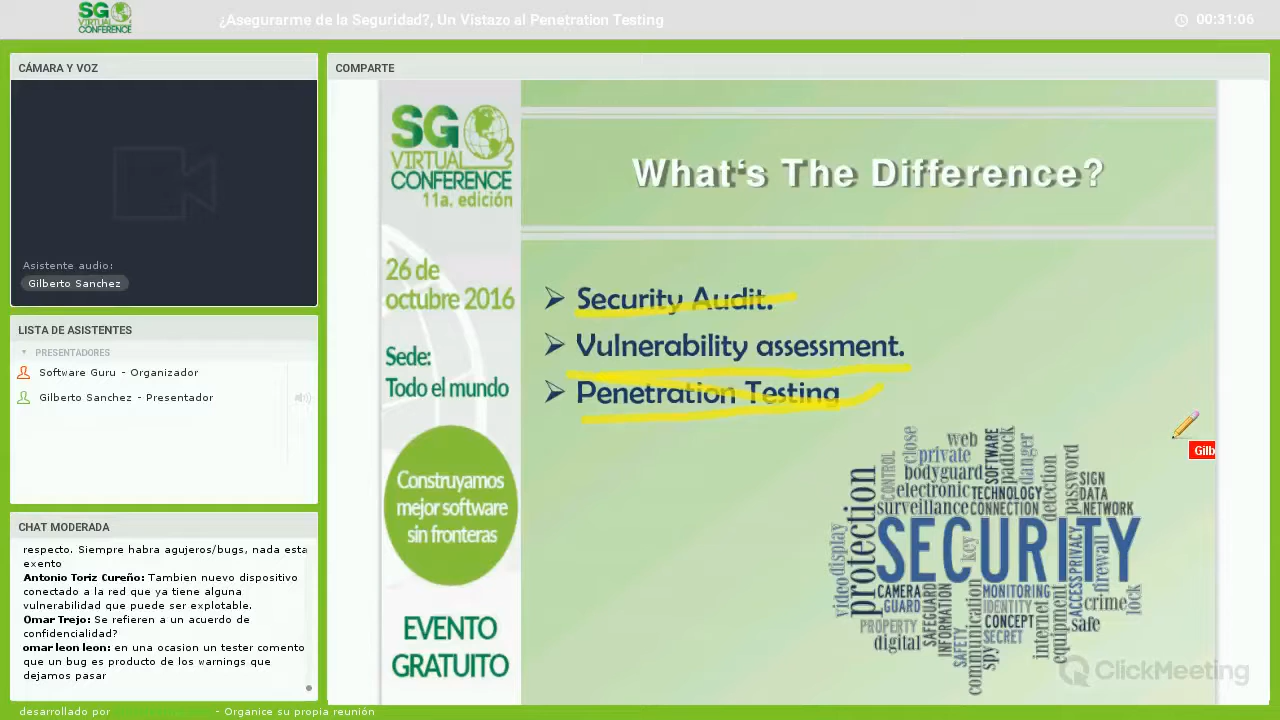 SG
VIRTUAL
CONFERENCE
¿Asegurarme de la Seguridad?, Un Vistazo al Penetration Testing
00:31:06
CÁMARA Y VOZ
Asistente audio:
Gilberto Sanchez
LISTA DE ASISTENTES
PRESENTADORES
Software Guru - Organizador
Gilberto Sanchez - Presentador
CHAT MODERADA
respecto. Siempre habra agujeros/bugs, nada esta
exento
Antonio Toriz Cureño: Tambien nuevo dispositivo
conectado a la red que a tiene una
vulnerabilidad que puede ser explotable.
Omar Trejo: Se refieren a un acuerdo de
confidencialidad?
omar leon leon: en una ocasion un tester comento
que un bug es producto de los warnings que
dejamos pasar
desarrollado por
- Organice su propia reunión
COMPARTE
SG
VIRTUAL
CONFERENCE
11a. edición
26 de
octubre 2016
Sede:
Todo el mundo
Construyamos
mejor software
sin fronteras
EVENTO
GRATUITO
What's The Difference?
Security Audit.
Vulnerability assessment.
Penetration Testing
Gilb
close
web
private
bodyguard
electronic
surveillance
CONTROL
SOFTWARE
padlock
danger
TECHNOLOGY
CONNECTION
detection
password
SIGN
DATA
NETWORK
protection
SECURITY
key
display
video
CAMERA
GUARD
PROPERTY
digital
SAFEGUARD
INFORMATION
SAFETY
communication
spy
MONITORING
IDENTITY
CONCEPT
SECRET
internet
equipment
ACCESS
PRIVACY
firewall
crime
safe
lock
ClickMeeting